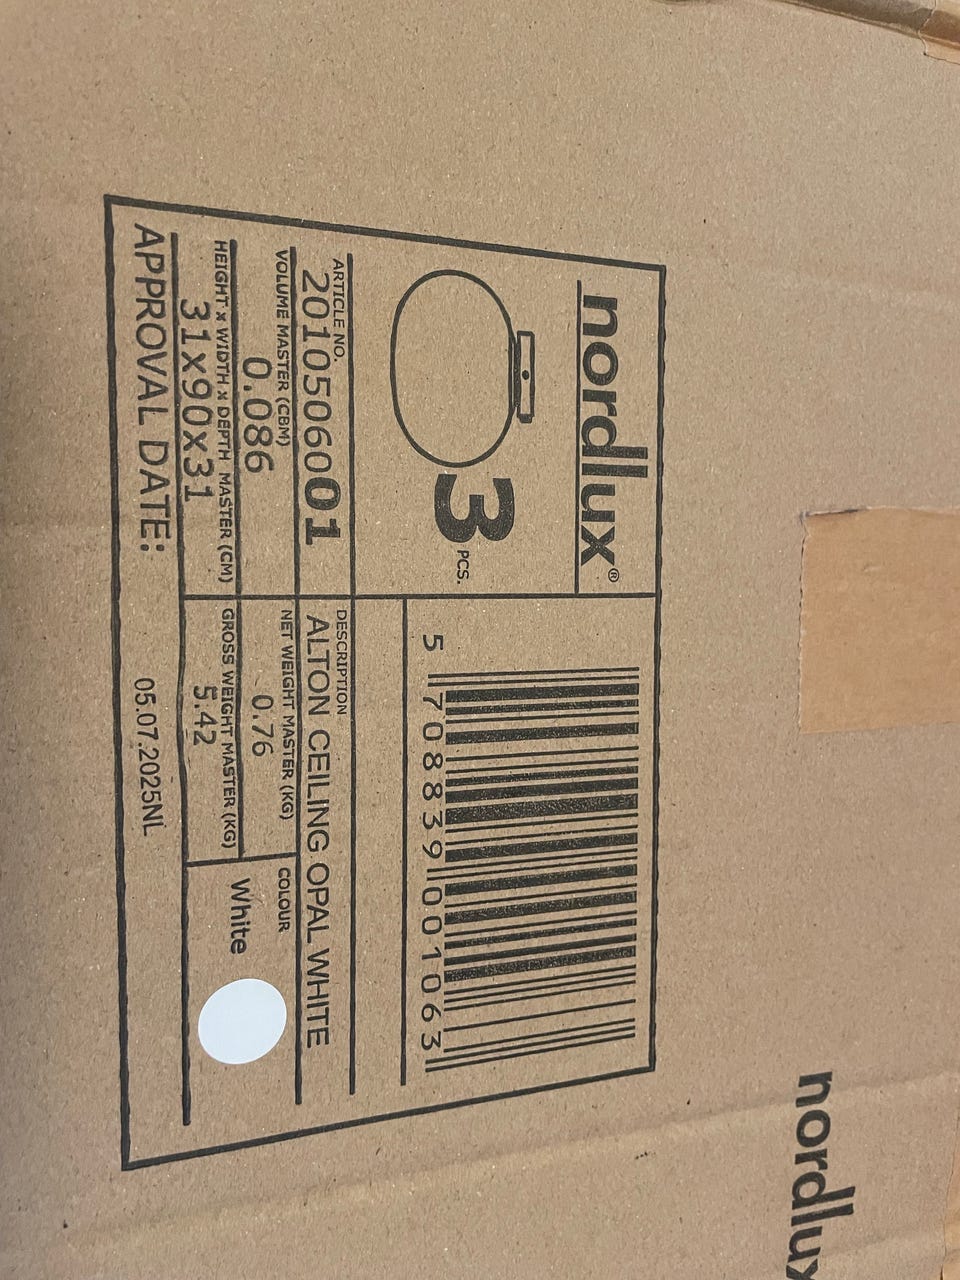 nordlux®
3 PCS.
5 708839 001063
ARTICLE NO.
2010506001
DESCRIPTION
ALTON CEILING OPAL WHITE
VOLUME MASTER (CBM)
0.086
NET WEIGHT MASTER (KG)
0.76
COLOUR
White
HEIGHT x WIDTH x DEPTH MASTER (CM)
31x90x31
GROSS WEIGHT MASTER (KG)
5.42
APPROVAL DATE: 05.07.2025NL
nordlux